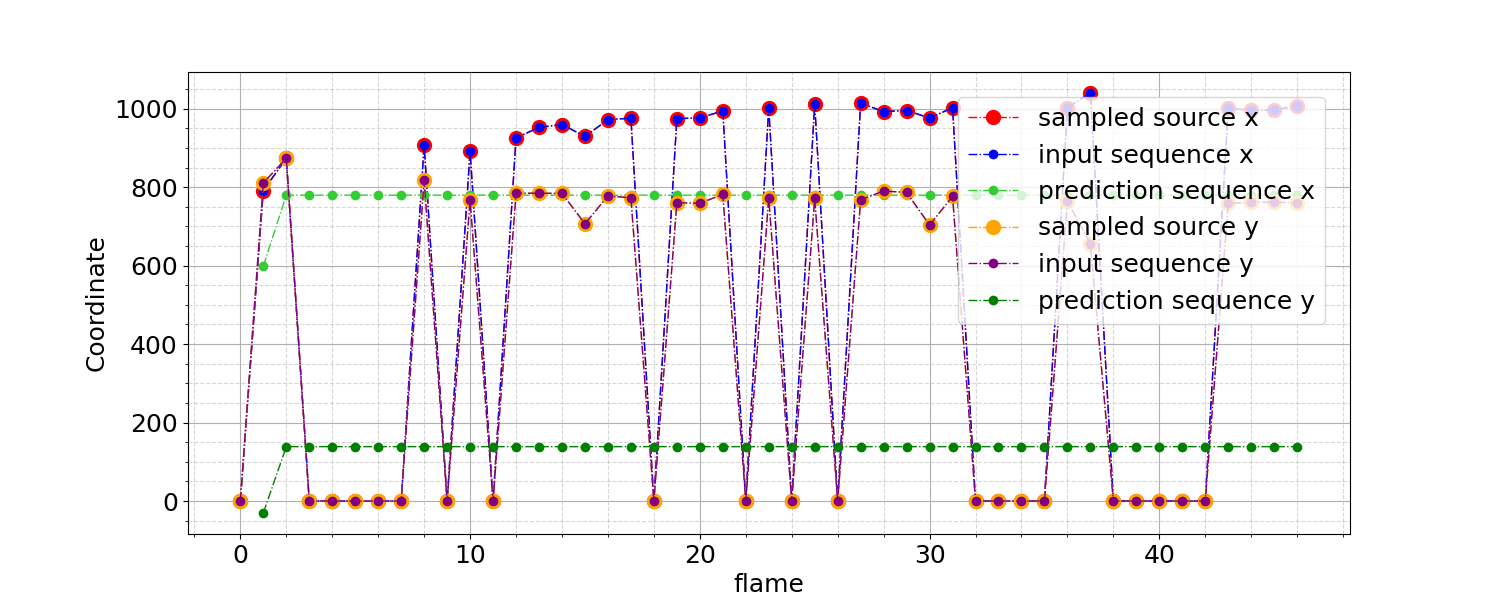 1000
800
600
400
200
0
Coordinate
0 10 20 30 40
flame
sampled source x
input sequence x
prediction sequence x
sampled source y
input sequence y
prediction sequence y